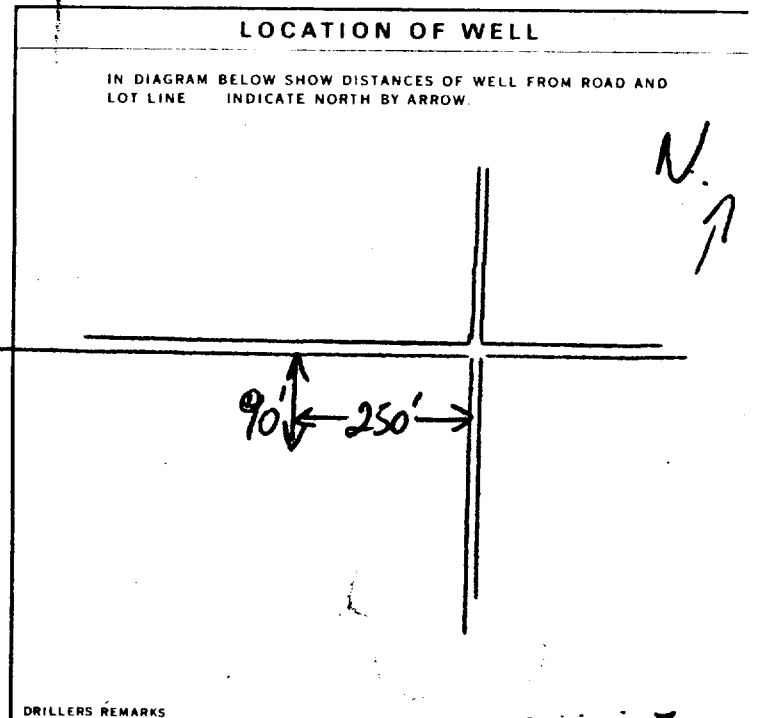 LOCATION OF WELL
IN DIAGRAM BELOW SHOW DISTANCES OF WELL FROM ROAD AND
LOT LINE INDICATE NORTH BY ARROW.
N.
90' 250'
DRILLERS REMARKS